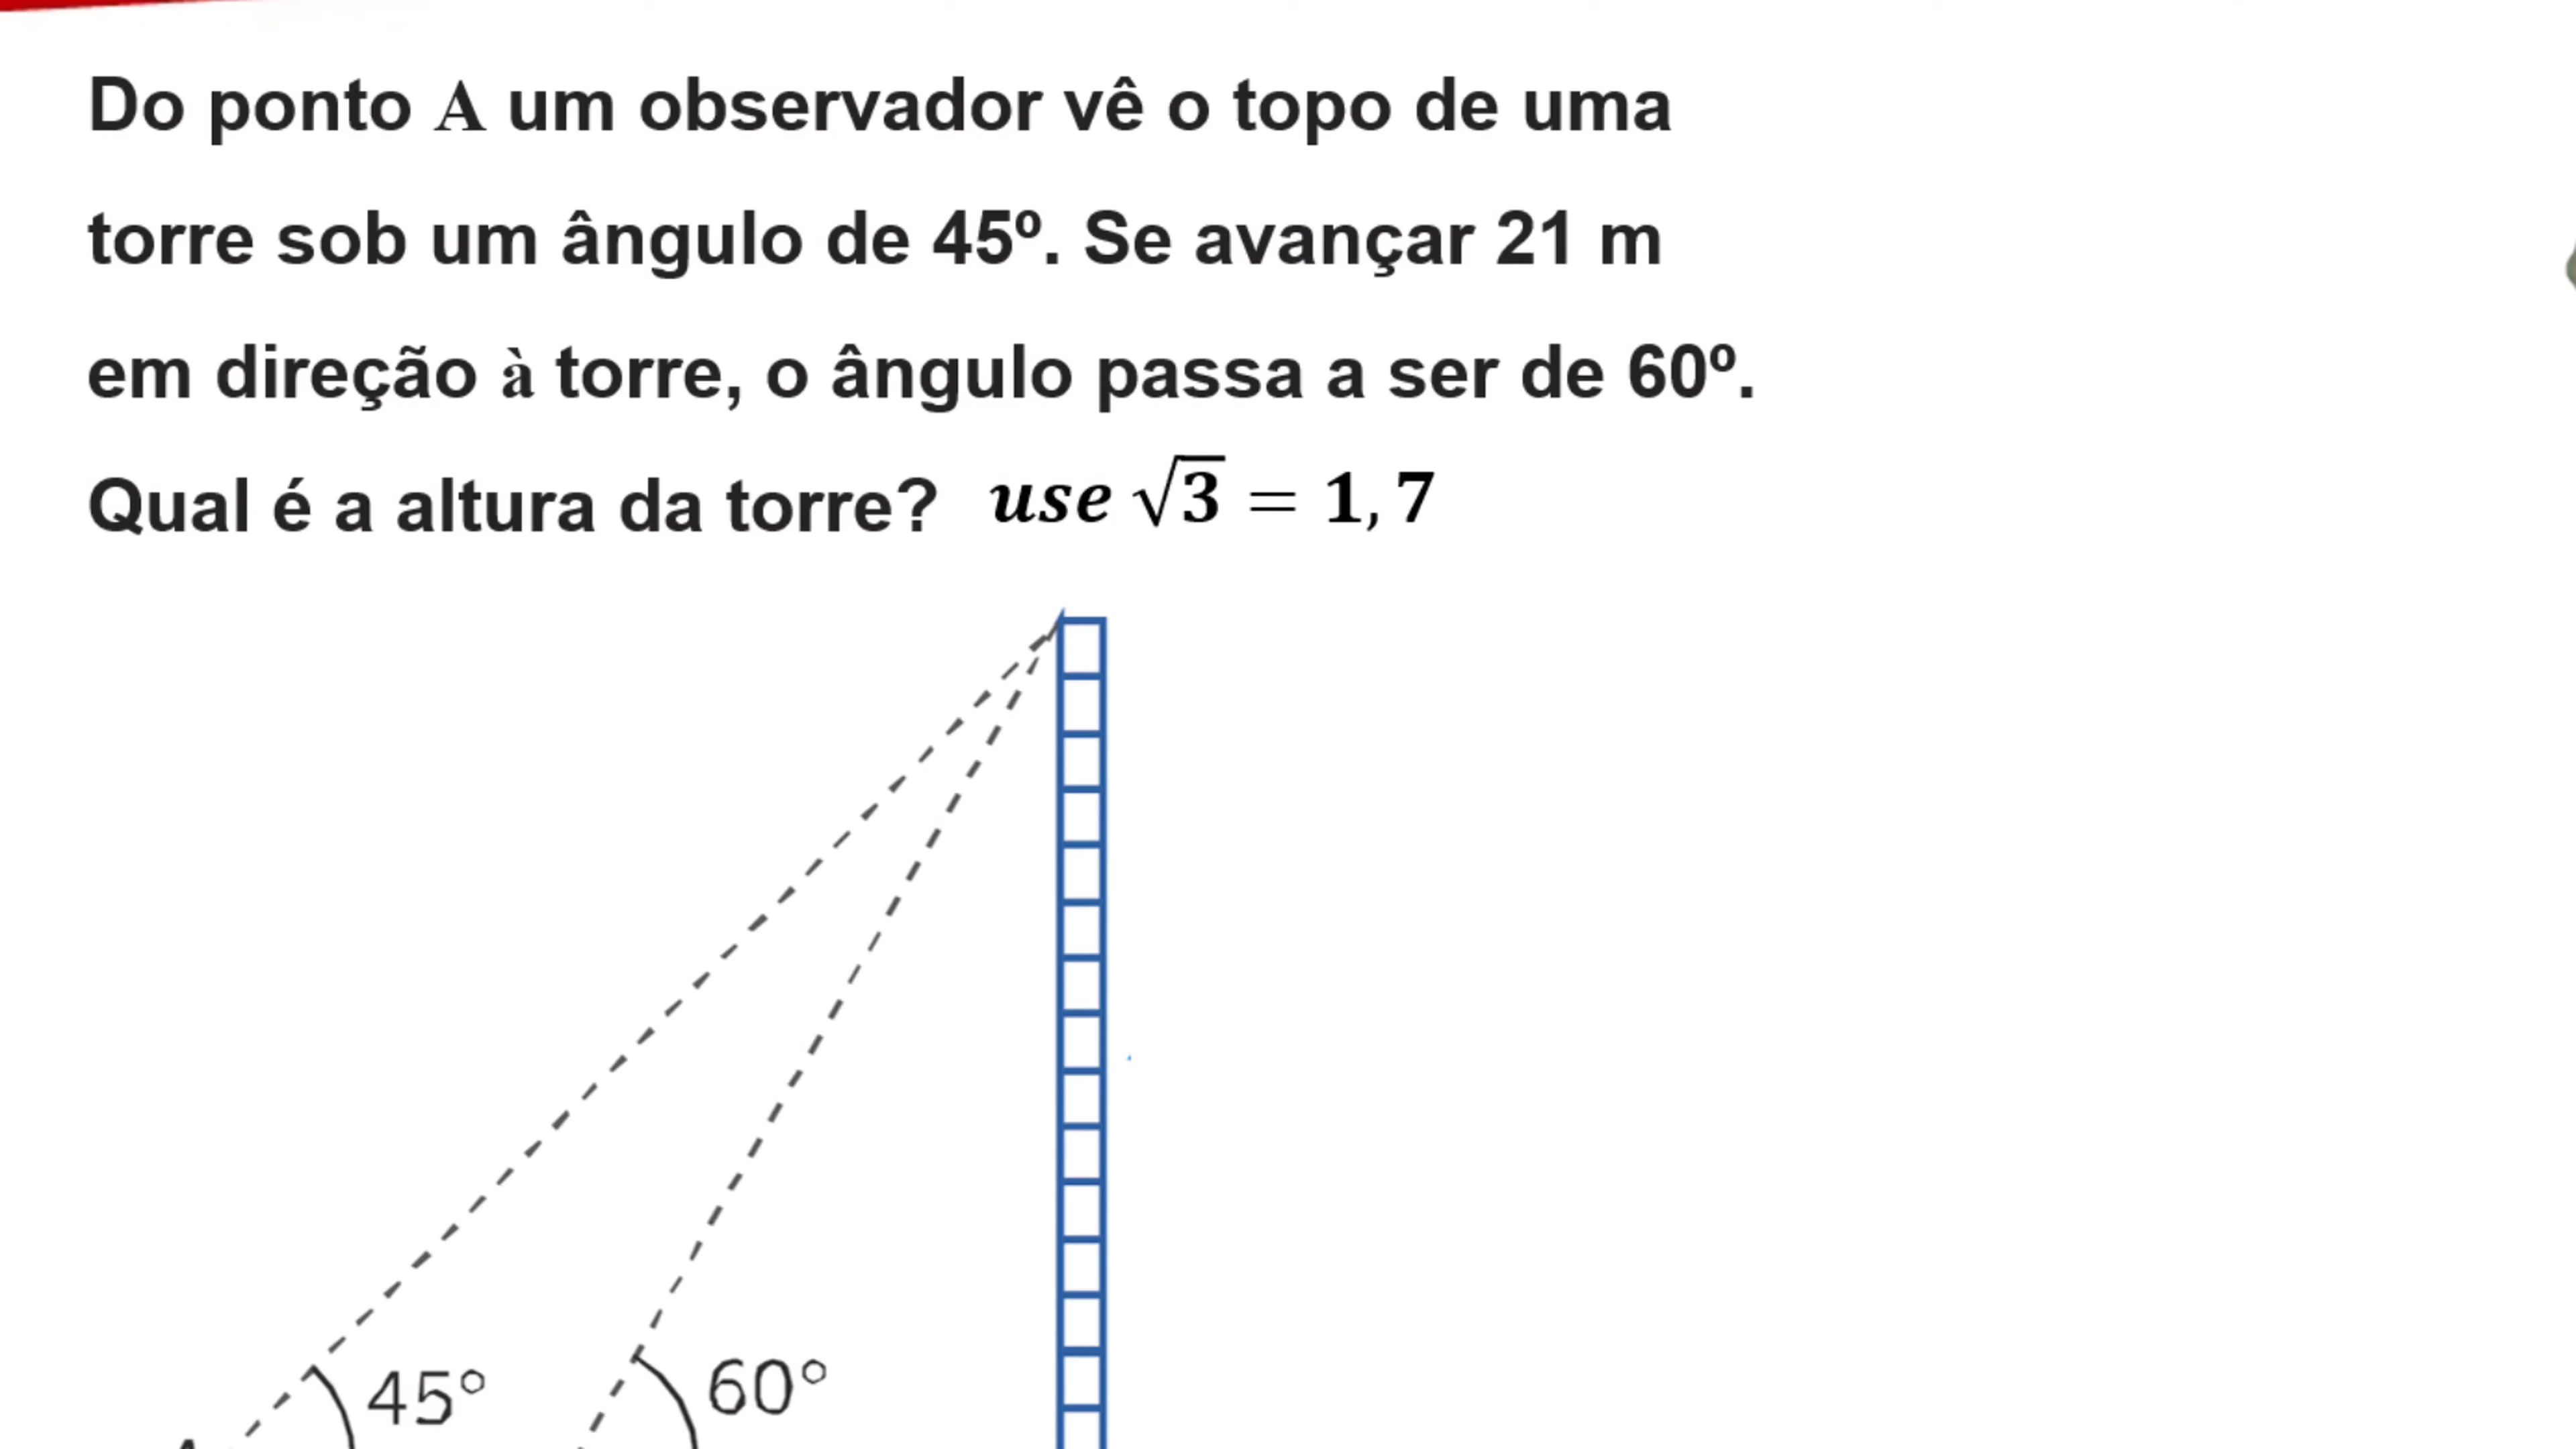 Do ponto A um observador vê o topo de uma
torre sob um ângulo de 45º. Se avançar 21 m
em direção à torre, o ângulo passa a ser de 60º.
Qual é a altura da torre? use √3 = 1, 7
45° 60°